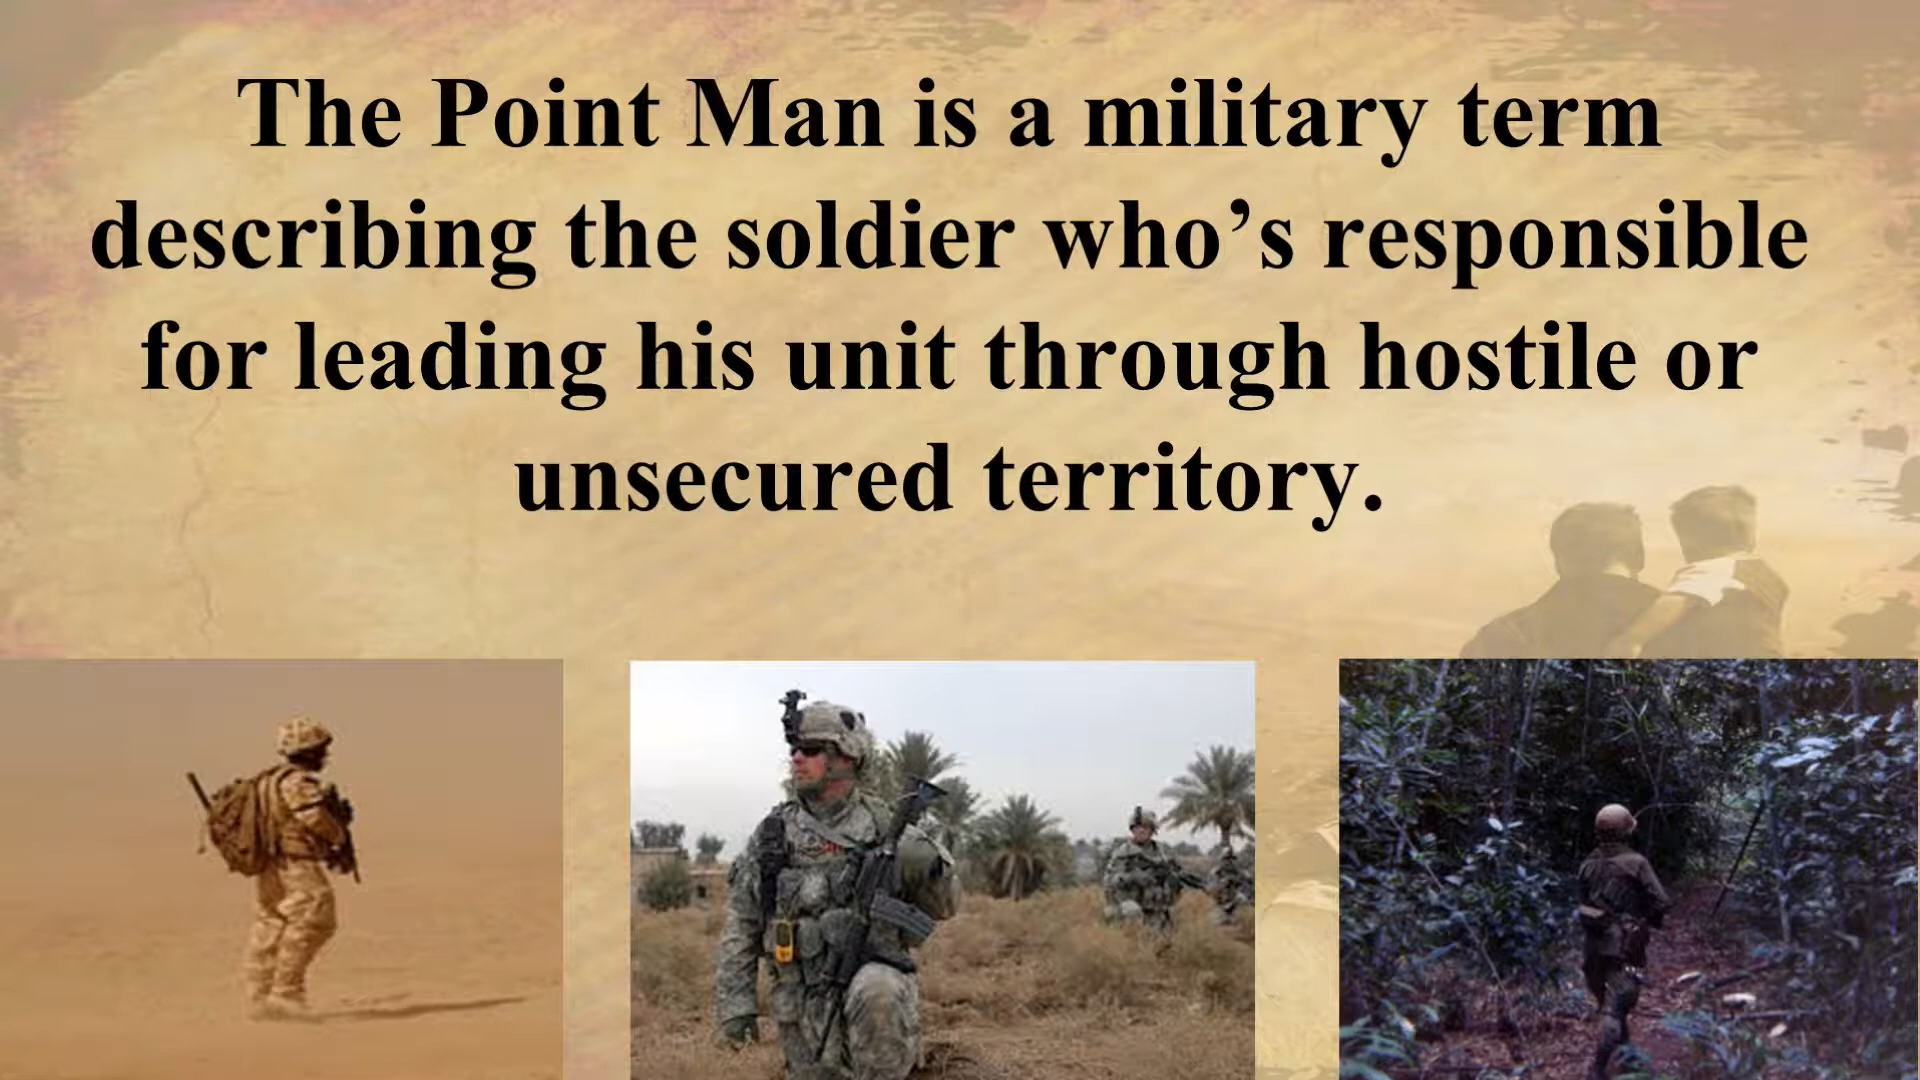 The Point Man is a military term
describing the soldier who’s responsible
for leading his unit through hostile or
unsecured territory.